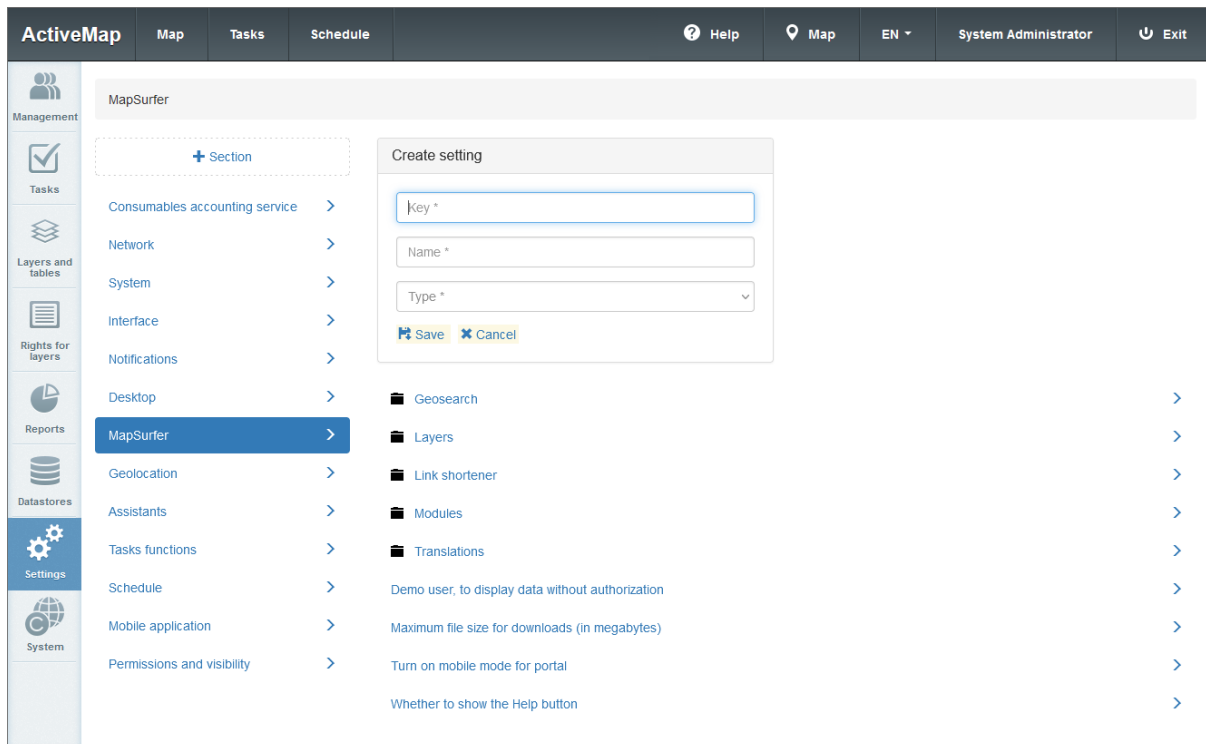 ActiveMap Map Tasks Schedule Help Map EN System Administrator Exit
Management
Tasks
Layers and
tables
Rights for
layers
Reports
Datastores
Settings
System
MapSurfer
+ Section
Consumables accounting service
Network
System
Interface
Notifications
Desktop
MapSurfer
Geolocation
Assistants
Tasks functions
Schedule
Mobile application
Permissions and visibility
Create setting
Key *
Name *
Type *
Save Cancel
Geosearch
Layers
Link shortener
Modules
Translations
Demo user, to display data without authorization
Maximum file size for downloads (in megabytes)
Turn on mobile mode for portal
Whether to show the Help button